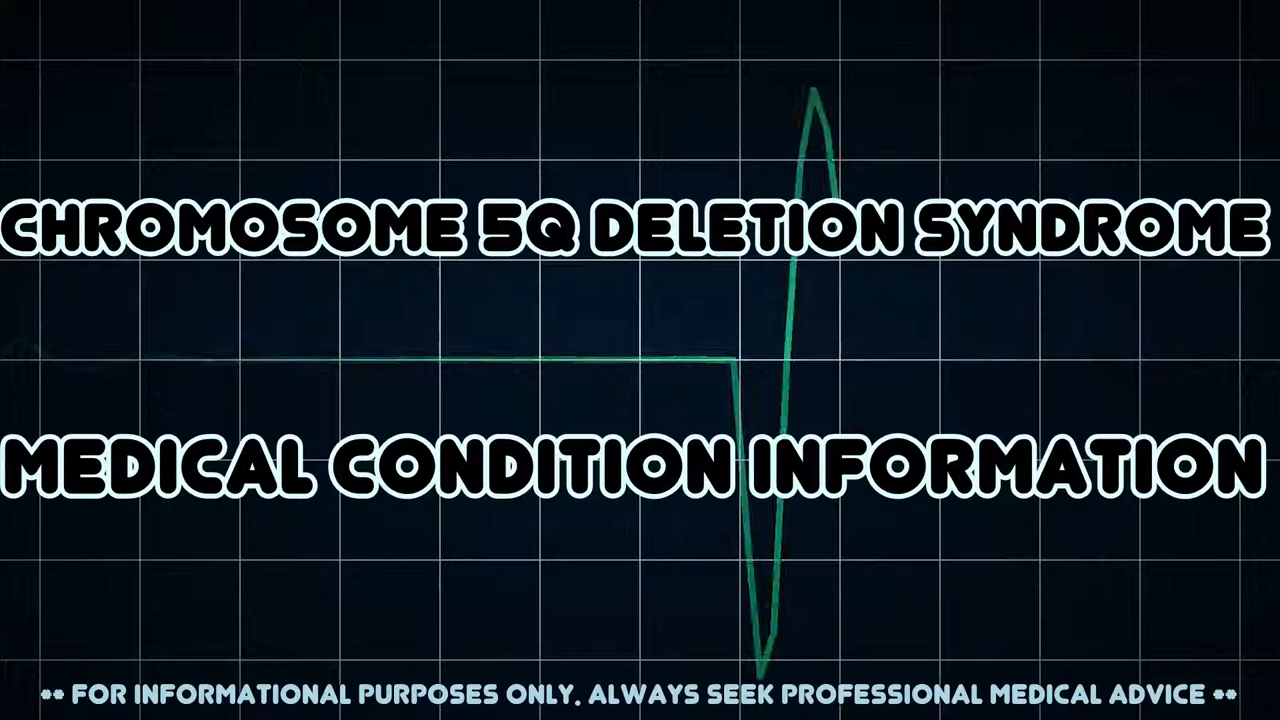 CHROMOSOME 5Q DELETION SYNDROME
MEDICAL CONDITION INFORMATION
** FOR INFORMATIONAL PURPOSES ONLY. ALWAYS SEEK PROFESSIONAL MEDICAL ADVICE **